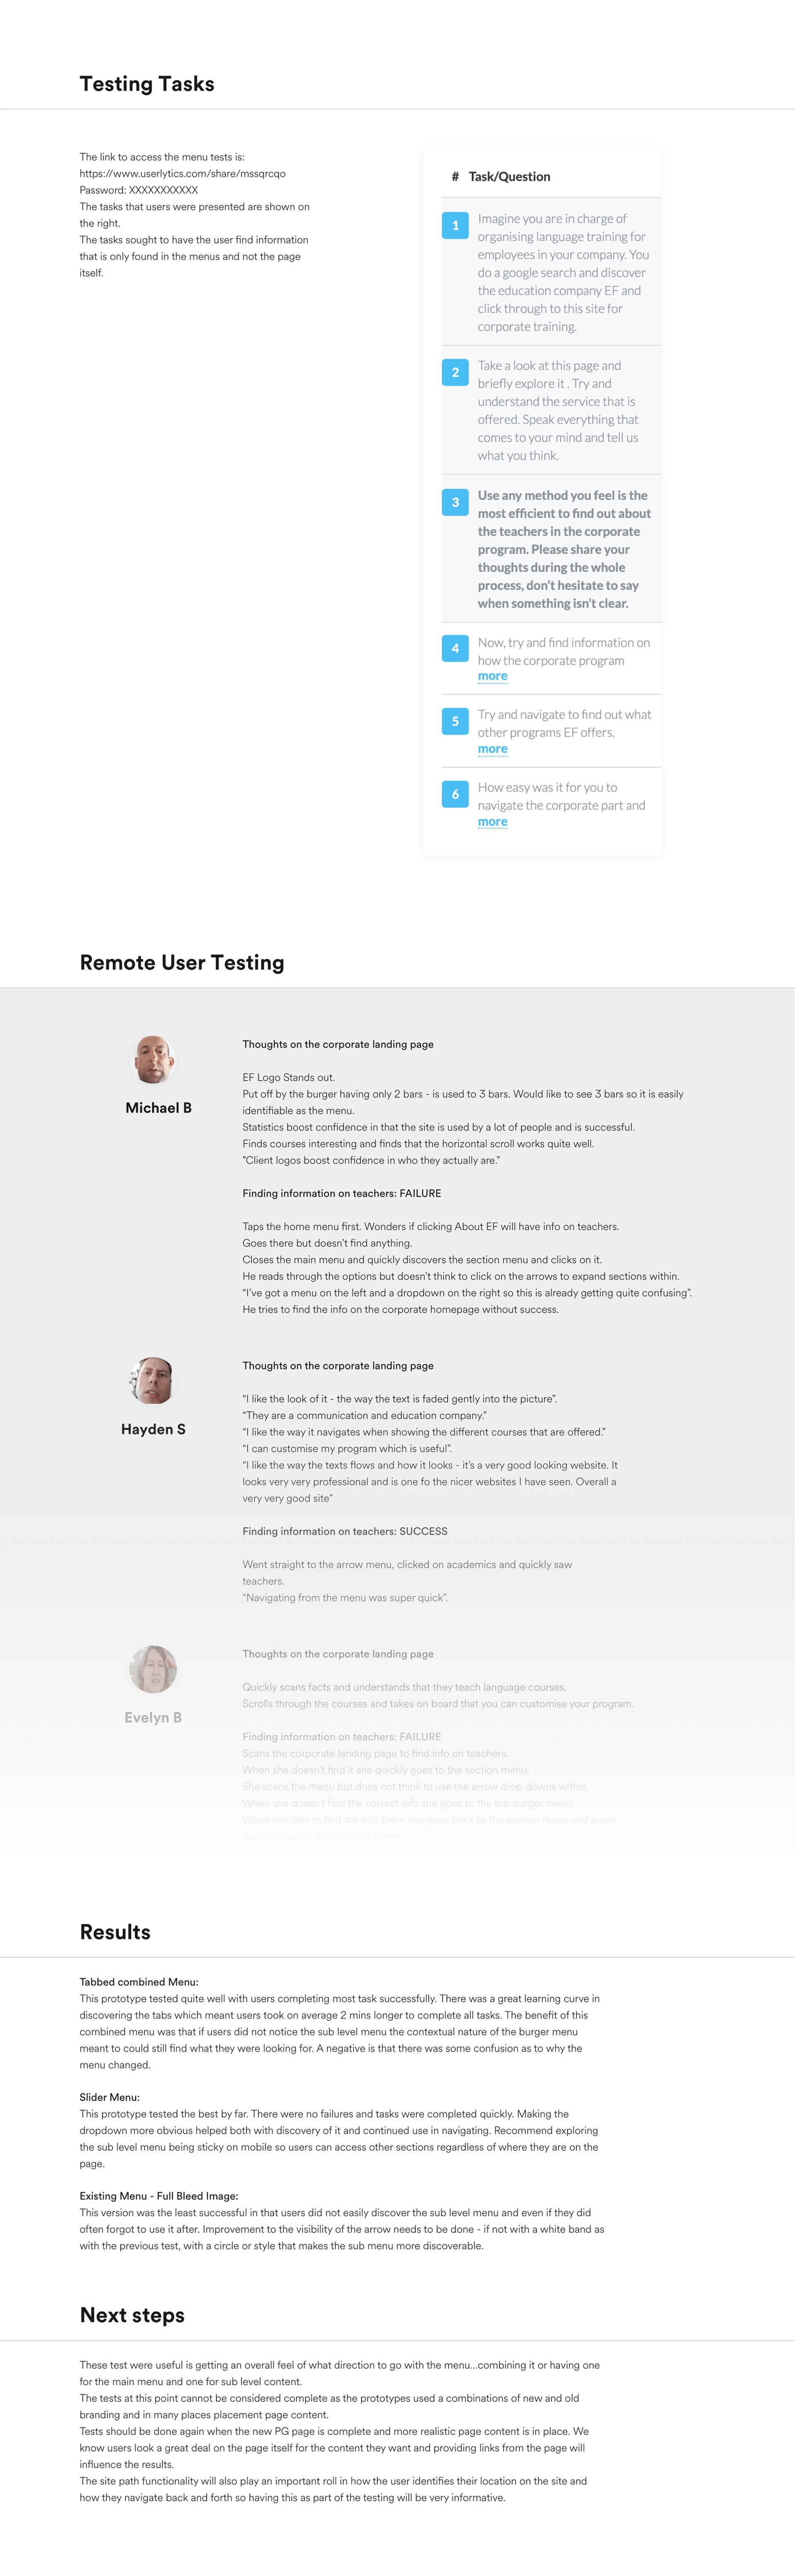 Testing Tasks
The link to access the menu tests is:
https://www.userlytics.com/share/mssqrcqo
Password: XXXXXXXXXXX
The tasks that users were presented are shown on
the right.
The tasks sought to have the user find information
that is only found in the menus and not the page
itself.
# Task/Question
1 Imagine you are in charge of
organising language training for
employees in your company. You
do a google search and discover
the education company EF and
click through to this site for
corporate training.
2 Take a look at this page and
briefly explore it . Try and
understand the service that is
offered. Speak everything that
comes to your mind and tell us
what you think.
3 Use any method you feel is the
most efficient to find out about
the teachers in the corporate
program. Please share your
thoughts during the whole
process, don't hesitate to say
when something isn't clear.
4 Now, try and find information on
how the corporate program
more
5 Try and navigate to find out what
other programs EF offers.
more
6 How easy was it for you to
navigate the corporate part and
more
Remote User Testing
Michael B
Thoughts on the corporate landing page
EF Logo Stands out.
Put off by the burger having only 2 bars - is used to 3 bars. Would like to see 3 bars so it is easily
identifiable as the menu.
Statistics boost confidence in that the site is used by a lot of people and is successful.
Finds courses interesting and finds that the horizontal scroll works quite well.
"Client logos boost confidence in who they actually are."
Finding information on teachers: FAILURE
Taps the home menu first. Wonders if clicking About EF will have info on teachers.
Goes there but doesn't find anything.
Closes the main menu and quickly discovers the section menu and clicks on it.
He reads through the options but doesn't think to click on the arrows to expand sections within.
“I've got a menu on the left and a dropdown on the right so this is already getting quite confusing”.
He tries to find the info on the corporate homepage without success.
Hayden S
Thoughts on the corporate landing page
“I like the look of it - the way the text is faded gently into the picture”.
“They are a communication and education company.”
“I like the way it navigates when showing the different courses that are offered.”
“I can customise my program which is useful”.
“I like the way the texts flows and how it looks - it's a very good looking website. It
looks very very professional and is one fo the nicer websites I have seen. Overall a
very very good site”
Finding information on teachers: SUCCESS
Went straight to the arrow menu, clicked on academics and quickly saw
teachers.
“Navigating from the menu was super quick”.
Evelyn B
Thoughts on the corporate landing page
Quickly scans facts and understands that they teach language courses.
Scrolls through the courses and takes on board that you can customise your program.
Finding information on teachers: FAILURE
Scans the corporate landing page to find info on teachers.
When she doesn't find it she quickly goes to the section menu.
She scans the menu but does not think to use the arrow drop downs within.
When she doesn't find the correct info she goes to the top burger menu.
When she fails to find the info there she goes back to the section menu and again
Results
Tabbed combined Menu:
This prototype tested quite well with users completing most task successfully. There was a great learning curve in
discovering the tabs which meant users took on average 2 mins longer to complete all tasks. The benefit of this
combined menu was that if users did not notice the sub level menu the contextual nature of the burger menu
meant to could still find what they were looking for. A negative is that there was some confusion as to why the
menu changed.
Slider Menu:
This prototype tested the best by far. There were no failures and tasks were completed quickly. Making the
dropdown more obvious helped both with discovery of it and continued use in navigating. Recommend exploring
the sub level menu being sticky on mobile so users can access other sections regardless of where they are on the
page.
Existing Menu - Full Bleed Image:
This version was the least successful in that users did not easily discover the sub level menu and even if they did
often forgot to use it after. Improvement to the visibility of the arrow needs to be done - if not with a white band as
with the previous test, with a circle or style that makes the sub menu more discoverable.
Next steps
These test were useful is getting an overall feel of what direction to go with the menu...combining it or having one
for the main menu and one for sub level content.
The tests at this point cannot be considered complete as the prototypes used a combinations of new and old
branding and in many places placement page content.
Tests should be done again when the new PG page is complete and more realistic page content is in place. We
know users look a great deal on the page itself for the content they want and providing links from the page will
influence the results.
The site path functionality will also play an important roll in how the user identifies their location on the site and
how they navigate back and forth so having this as part of the testing will be very informative.